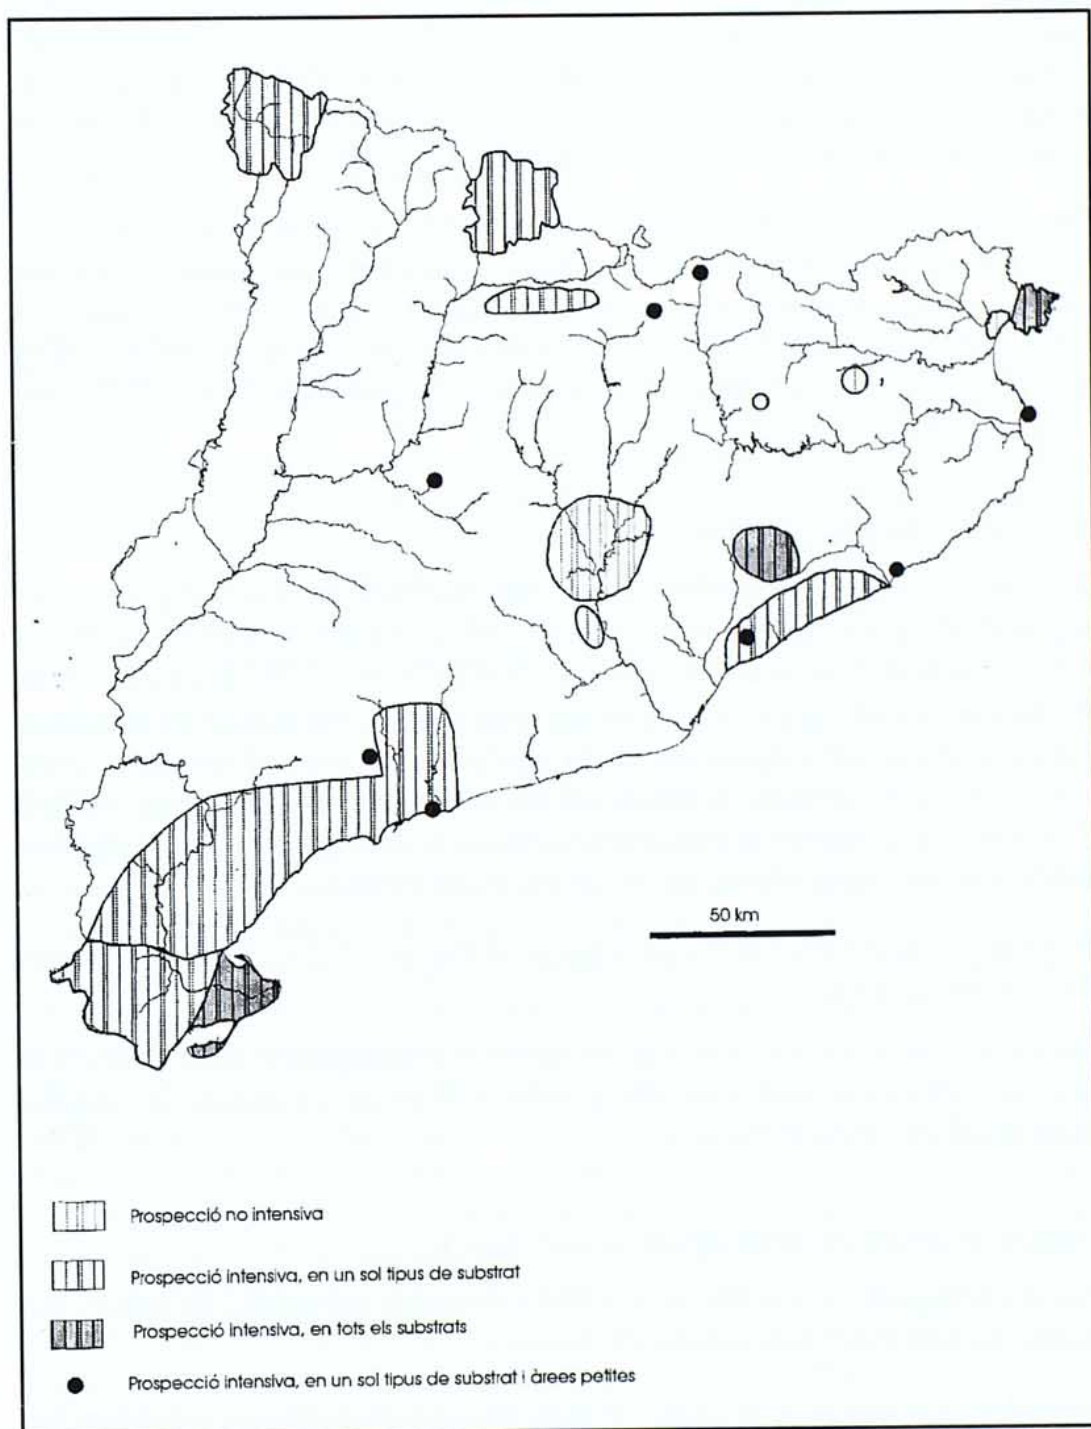 50 km
Prospecció no intensiva
Prospecció intensiva, en un sol tipus de substrat
Prospecció intensiva, en tots els substrats
Prospecció intensiva, en un sol tipus de substrat i àrees petites